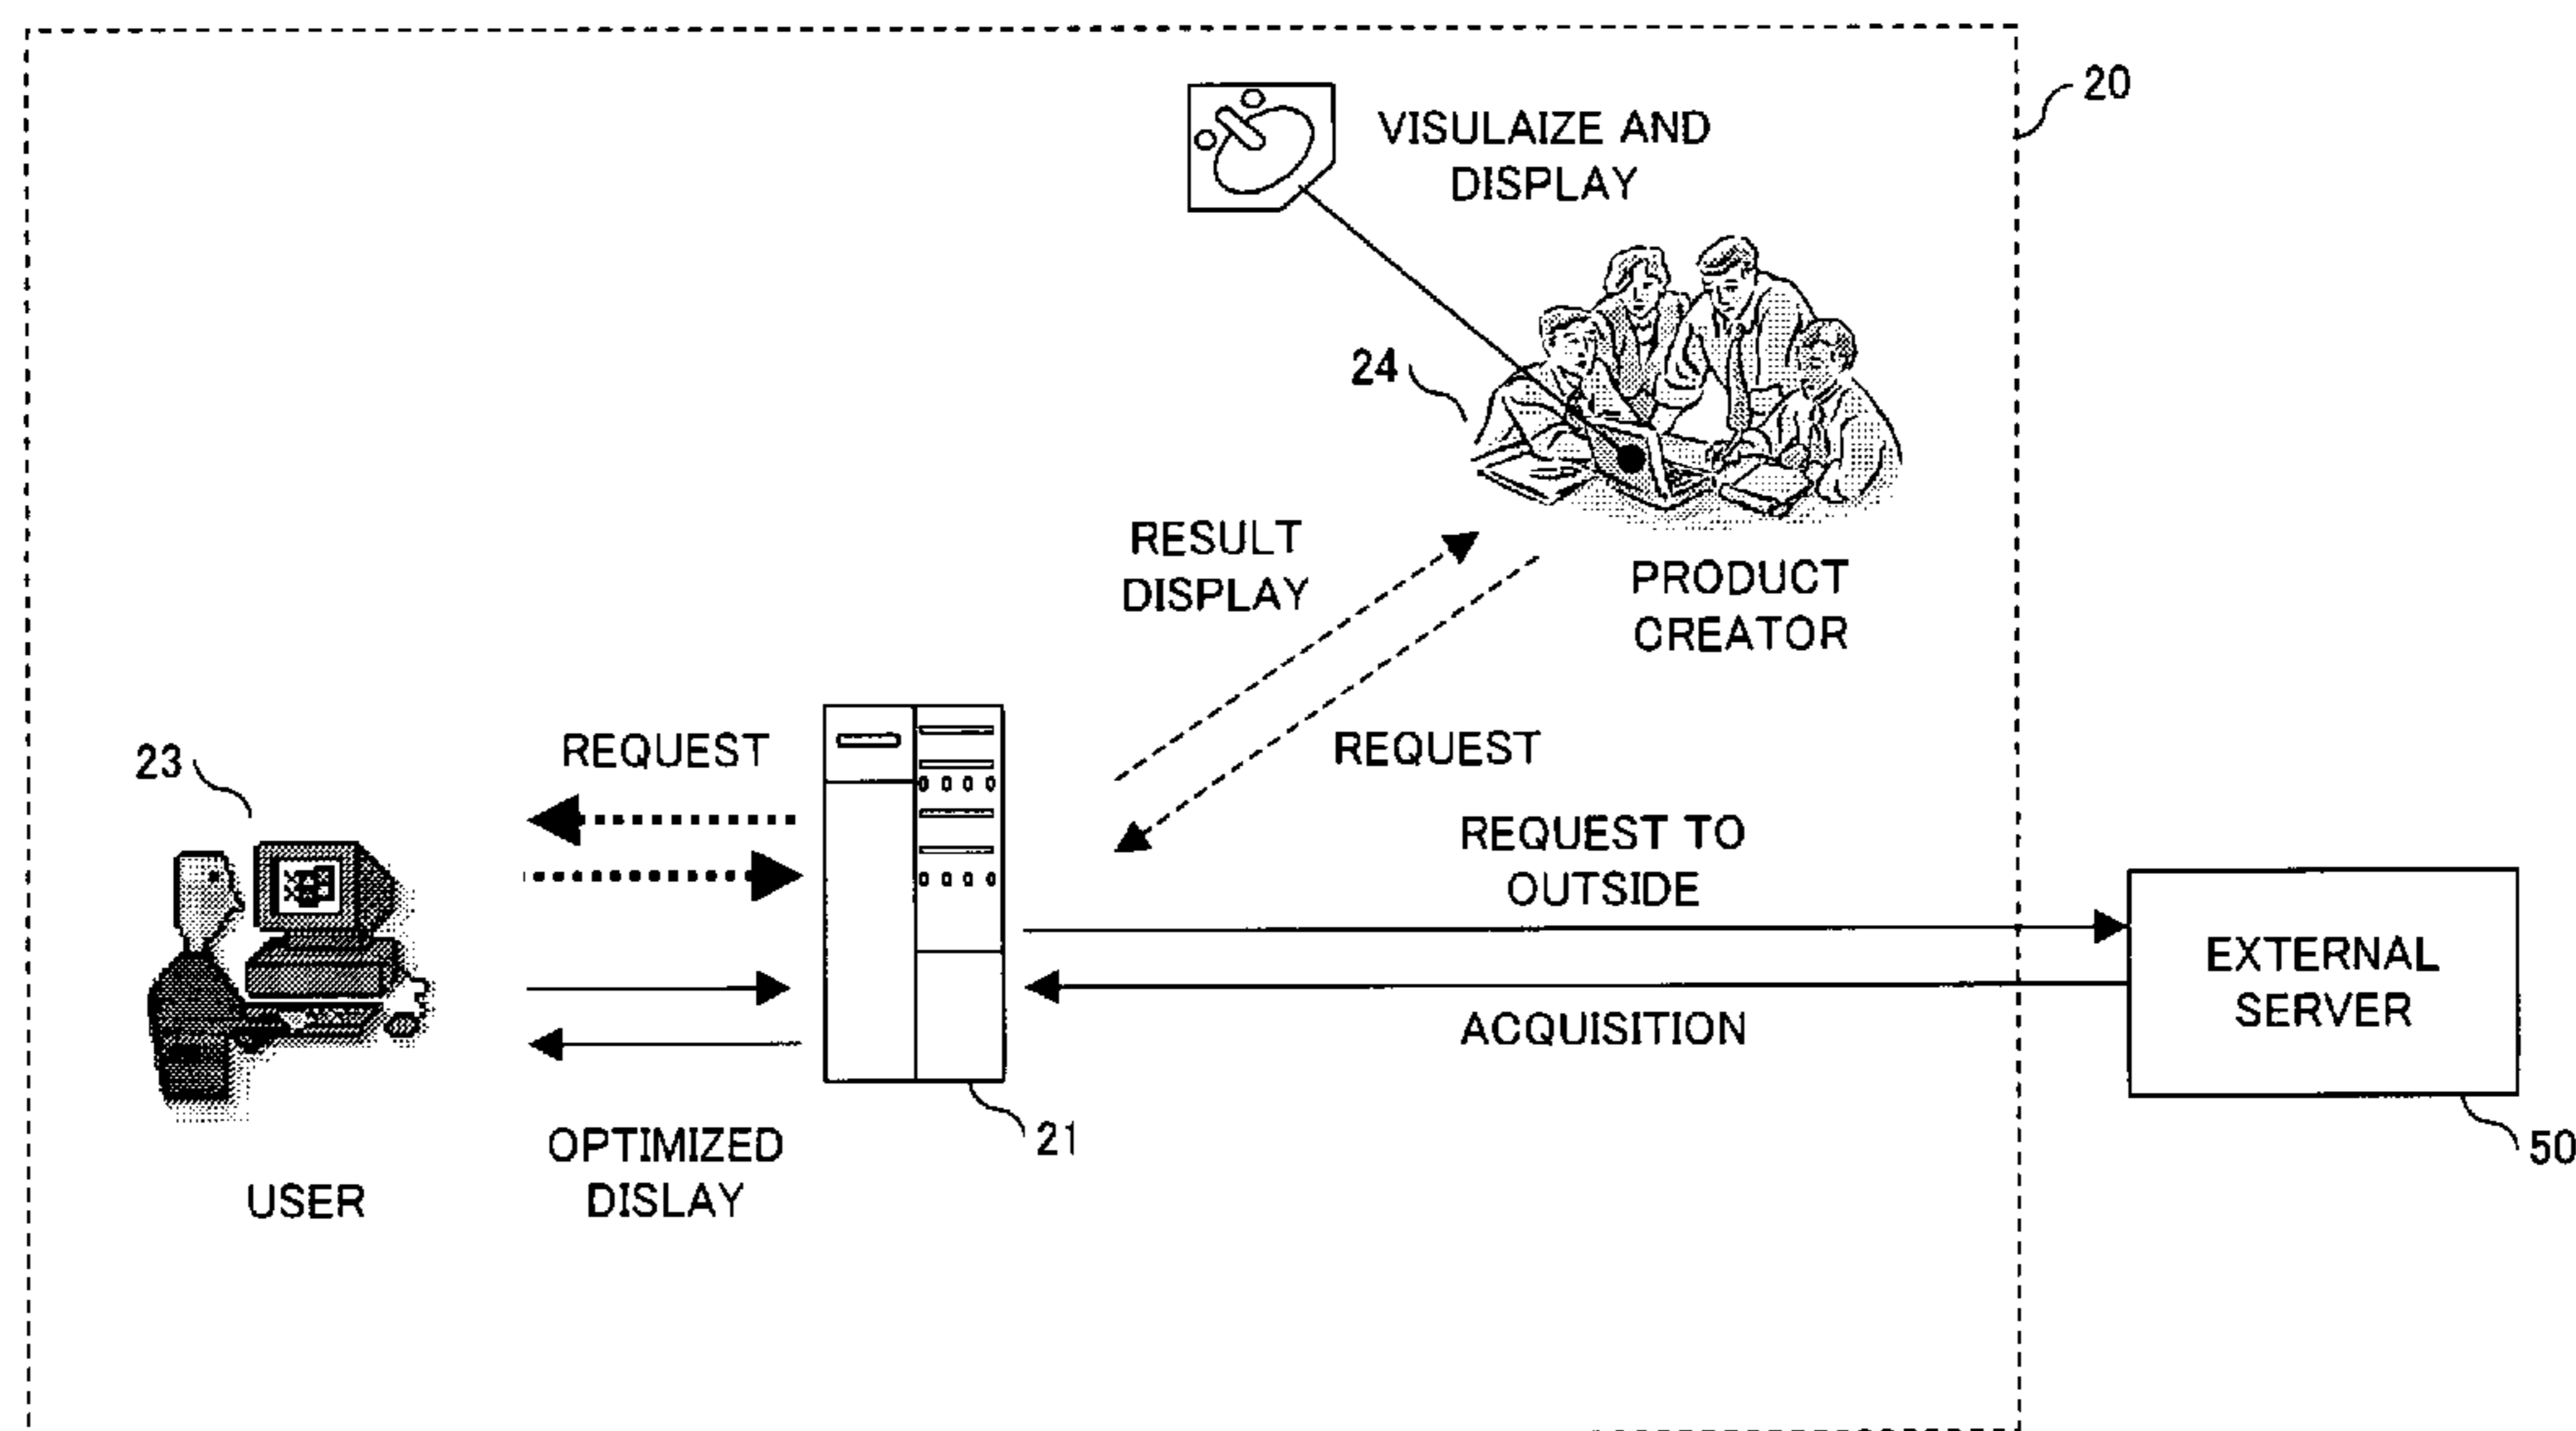 20
VISULAIZE AND
DISPLAY
24
RESULT
DISPLAY
PRODUCT
CREATOR
23
REQUEST
REQUEST
REQUEST TO
OUTSIDE
EXTERNAL
SERVER
ACQUISITION
21
50
OPTIMIZED
DISLAY
USER